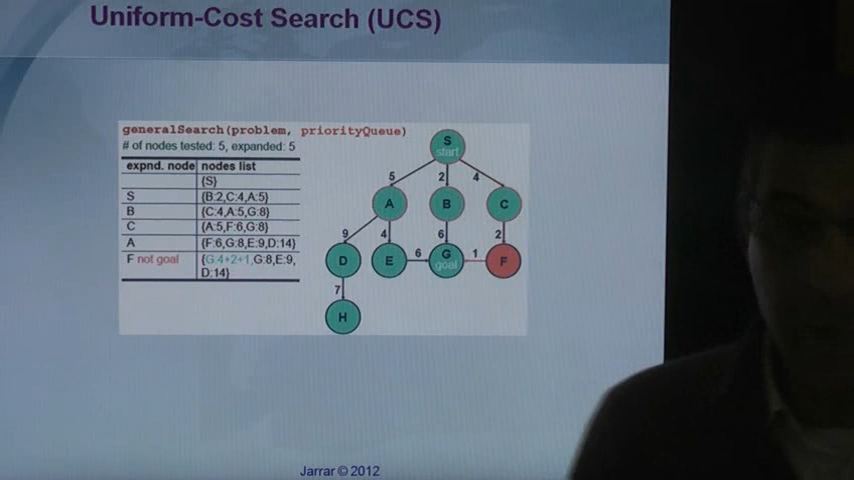 Uniform-Cost Search (UCS)
generalSearch(problem, priorityQueue)
# of nodes tested: 5, expanded: 5
expnd. node nodes list
{S}
S {B:2,C:4,A:5}
B {C:4,A:5,G:8}
C {A:5,F:6,G:8}
A {F:6,G:8,E:9,D:14}
F not goal {G:4+2+1,G:8,E:9,
D:14}
S
start
5 2 4
A B C
9 4 6 2
D E 6 G 1 F
goal
7
H
Jarrar © 2012